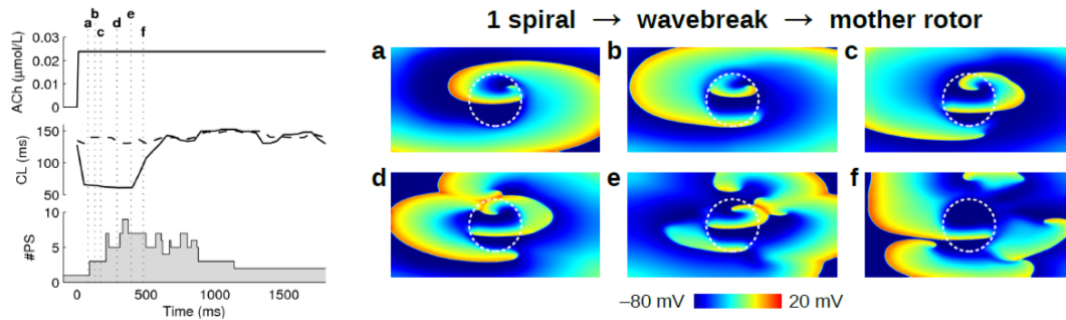 1 spiral → wavebreak → mother rotor
b e
a c d f
ACh (µmol/L)
0.03
0.02
0.01
0.00
CL (ms)
150
100
50
#PS
10
5
0
0 500 1000 1500
Time (ms)
a b c
d e f
–80 mV 20 mV